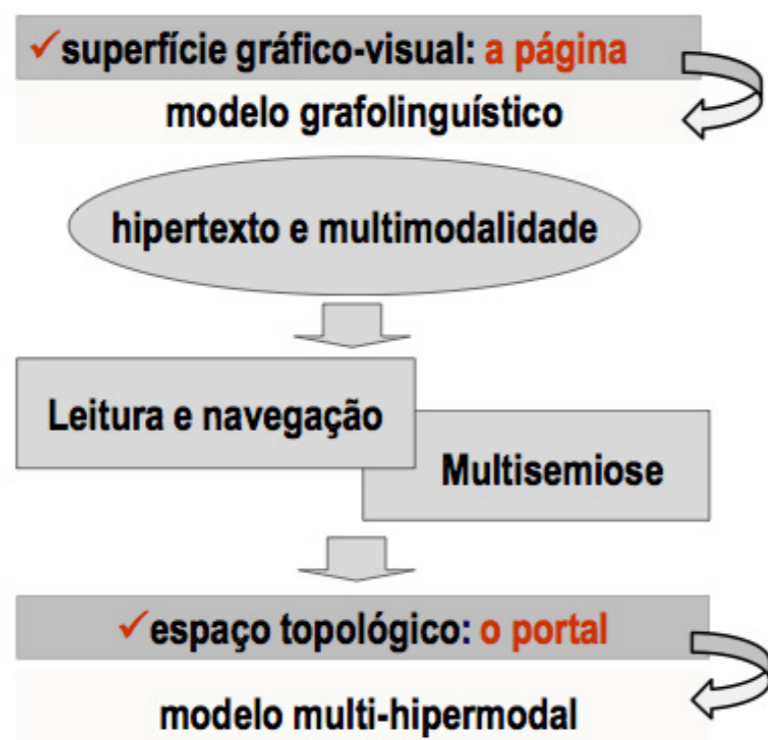 ✓superfície gráfico-visual: a página
modelo grafolinguístico
hipertexto e multimodalidade
Leitura e navegação
Multisemiose
✓espaço topológico: o portal
modelo multi-hipermodal